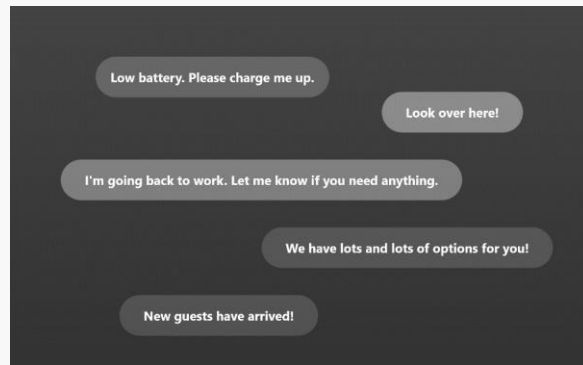 Low battery. Please charge me up.
Look over here!
I'm going back to work. Let me know if you need anything.
We have lots and lots of options for you!
New guests have arrived!